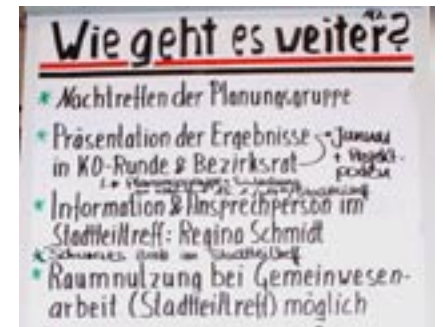 Wie geht es weiter?
* Nachtreffen der Planungsgruppe
* Präsentation der Ergebnisse - Januar
in KO-Runde & Bezirksrat + Projekt-
* Information & Ansprechperson im
Stadtteiltreff: Regina Schmidt
* Raumnutzung bei Gemeinwesen-
arbeit (Stadtteiltreff) möglich